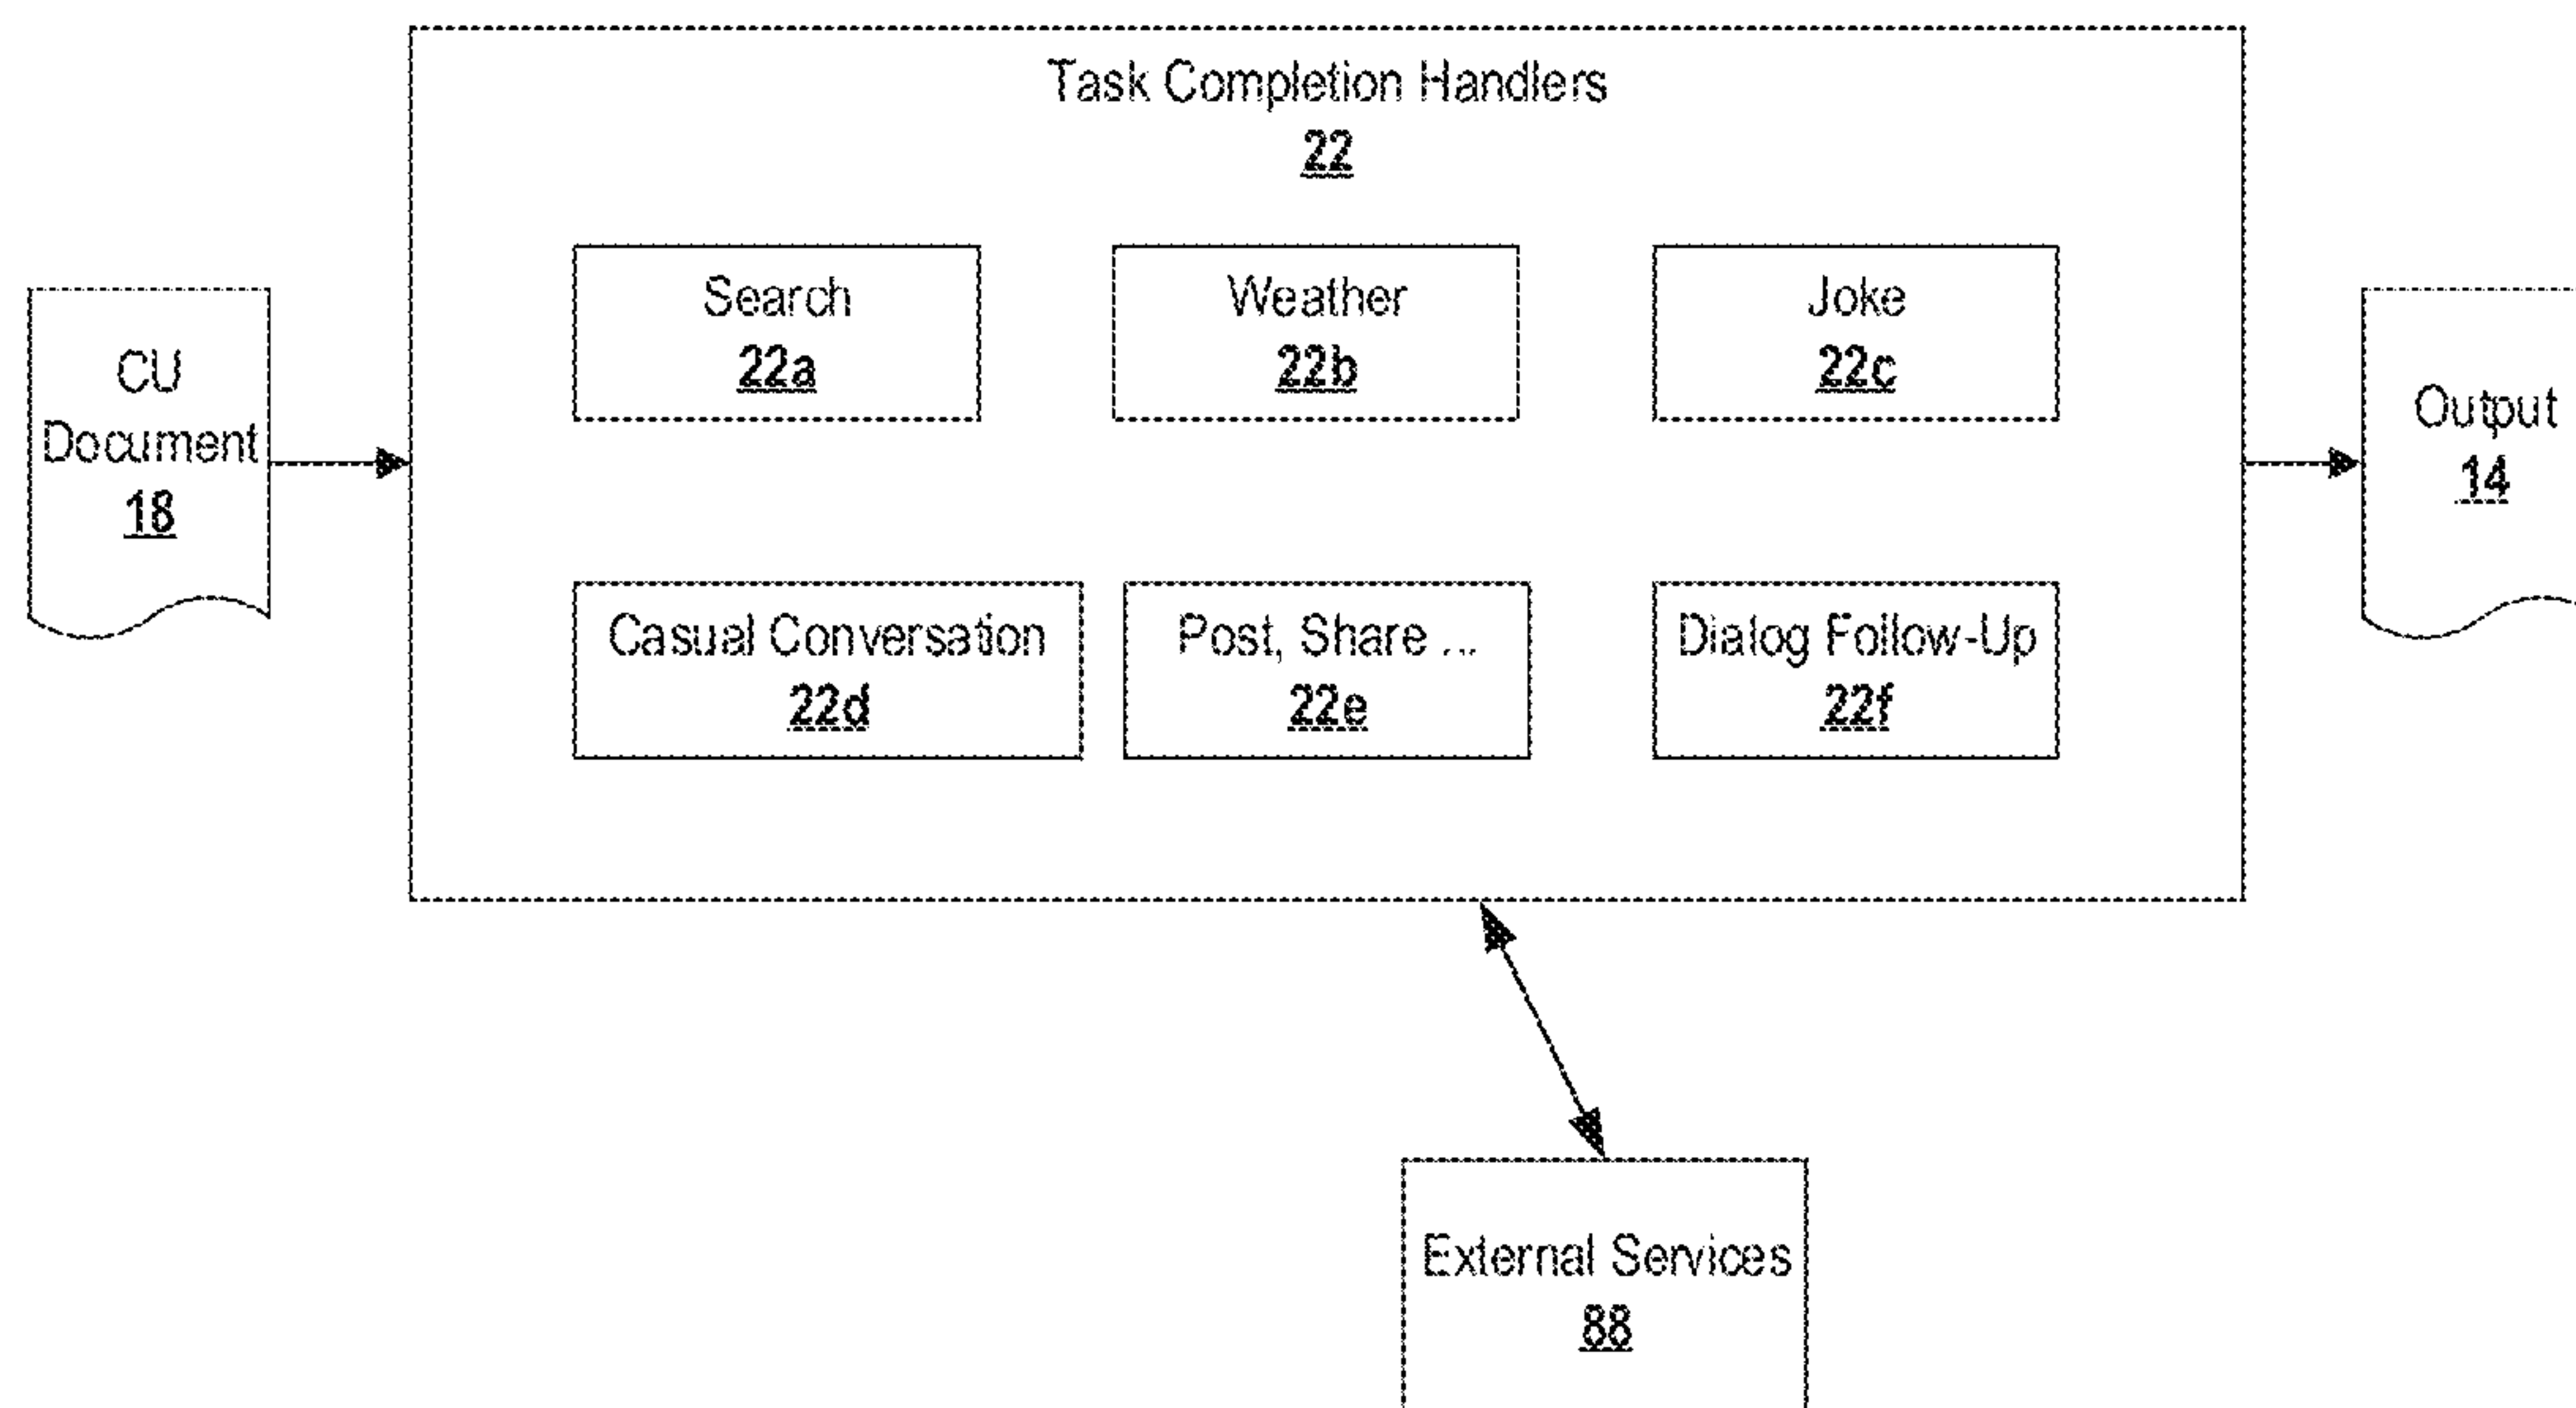 Task Completion Handlers
22
Search
22a
Weather
22b
Joke
22c
CU
Document
18
Output
14
Casual Conversation
22d
Post, Share ...
22e
Dialog Follow-Up
22f
External Services
88